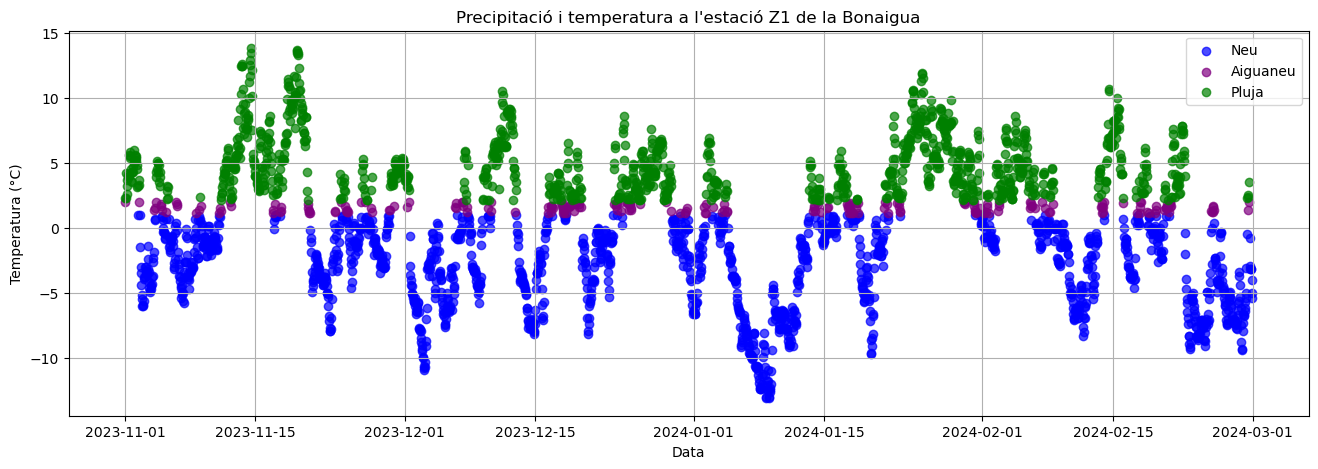 Precipitació i temperatura a l'estació Z1 de la Bonaigua
Neu
Aiguaneu
Pluja
Temperatura (°C)
15
10
5
0
−5
−10
2023-11-01
2023-11-15
2023-12-01
2023-12-15
2024-01-01
2024-01-15
2024-02-01
2024-02-15
2024-03-01
Data